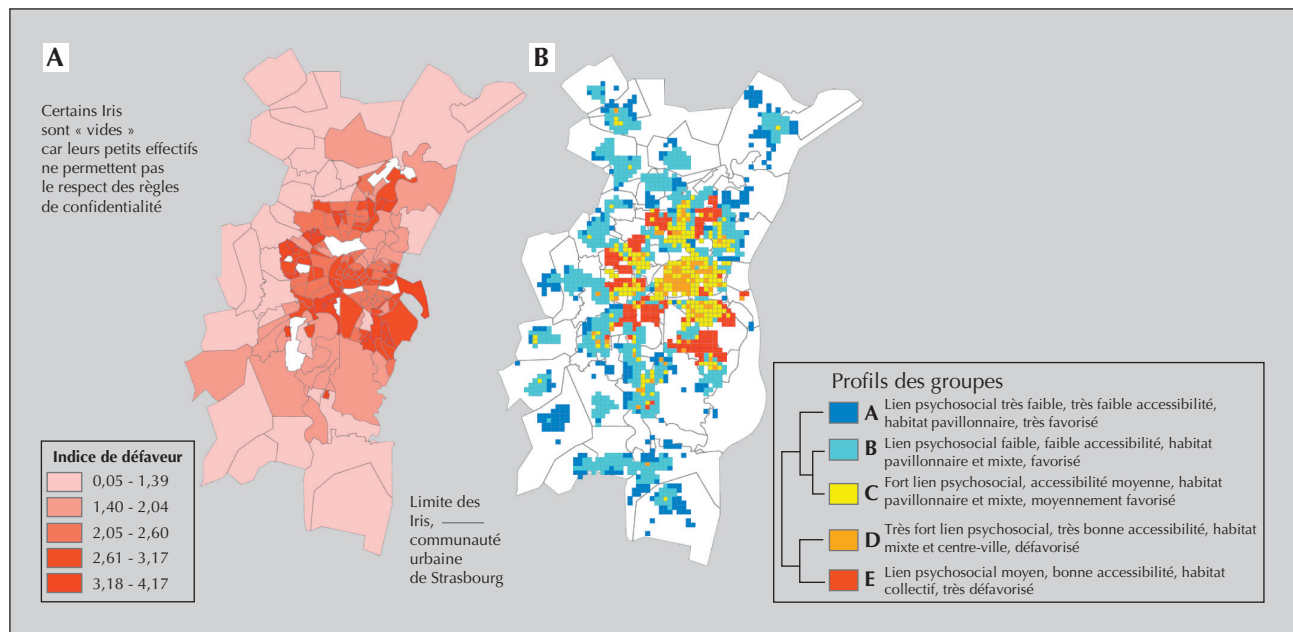 A
B
Certains Iris
sont « vides »
car leurs petits effectifs
ne permettent pas
le respect des règles
de confidentialité
Indice de défaveur
0,05 - 1,39
1,40 - 2,04
2,05 - 2,60
2,61 - 3,17
3,18 - 4,17
Limite des
Iris,
communauté
urbaine
de Strasbourg
Profils des groupes
A Lien psychosocial très faible, très faible accessibilité,
habitat pavillonnaire, très favorisé
B Lien psychosocial faible, faible accessibilité, habitat
pavillonnaire et mixte, favorisé
C Fort lien psychosocial, accessibilité moyenne, habitat
pavillonnaire et mixte, moyennement favorisé
D Très fort lien psychosocial, très bonne accessibilité, habitat
mixte et centre-ville, défavorisé
E Lien psychosocial moyen, bonne accessibilité, habitat
collectif, très défavorisé